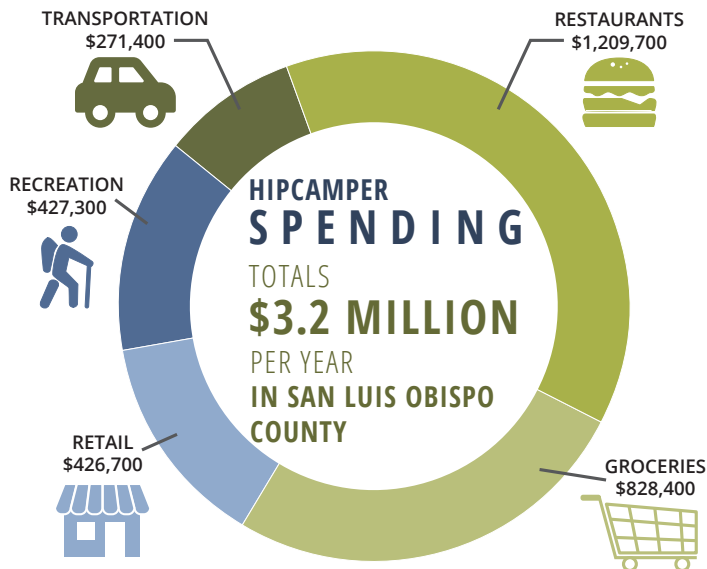 TRANSPORTATION
$271,400
RESTAURANTS
$1,209,700
RECREATION
$427,300
HIPCAMPER
SPENDING
TOTALS
$3.2 MILLION
PER YEAR
IN SAN LUIS OBISPO
COUNTY
RETAIL
$426,700
GROCERIES
$828,400